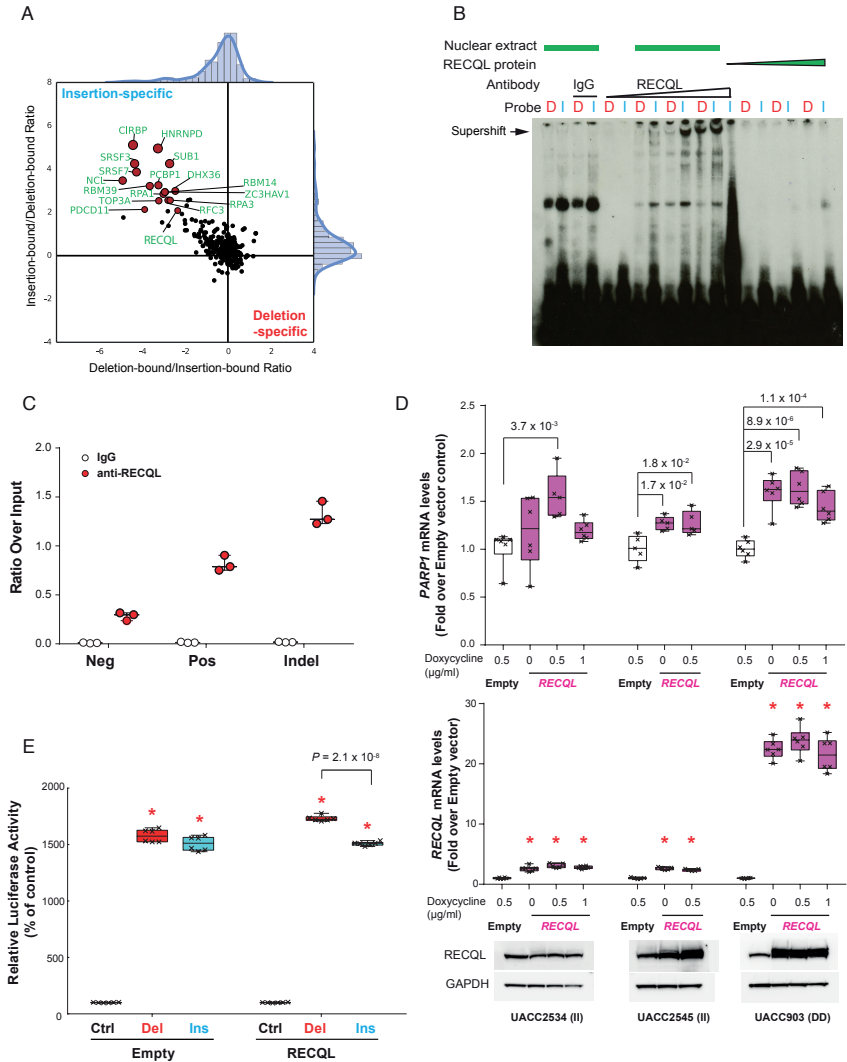 A
Insertion-specific
CIRBP
HNRNPD
SRSF3
SUB1
SRSF7
PCBP1
DHX36
NCL
RBM14
RBM39
RPA1
ZC3HAV1
TOP3A
RPA3
PDCD11
RFC3
RECQL
Deletion
-specific
8
6
4
2
0
-2
-4
-6 -4 -2 0 2 4
Insertion-bound/Deletion-bound Ratio
Deletion-bound/Insertion-bound Ratio
B
Nuclear extract
RECQL protein
Antibody IgG RECQL
Probe D I D I D I D I D I D I I D I D I D I
Supershift
C
IgG
anti-RECQL
Ratio Over Input
2.0
1.5
1.0
0.5
0.0
Neg Pos Indel
D
PARP1 mRNA levels
(Fold over Empty vector control)
2.5
2.0
1.5
1.0
0.5
0.0
3.7 x 10-3
1.8 x 10-2
1.7 x 10-2
1.1 x 10-4
8.9 x 10-6
2.9 x 10-5
Doxycycline 0.5 0 0.5 1 0.5 0 0.5 0.5 0 0.5 1
(µg/ml)
Empty RECQL Empty RECQL Empty RECQL
RECQL mRNA levels
(Fold over Empty vector)
30
20
10
0
* * * * * * * *
Doxycycline 0.5 0 0.5 1 0.5 0 0.5 0.5 0 0.5 1
(µg/ml)
Empty RECQL Empty RECQL Empty RECQL
RECQL
GAPDH
UACC2534 (II) UACC2545 (II) UACC903 (DD)
E
Relative Luciferase Activity
(% of control)
2000
1500
1000
500
0
P = 2.1 x 10-8
* * * *
Ctrl Del Ins Ctrl Del Ins
Empty RECQL